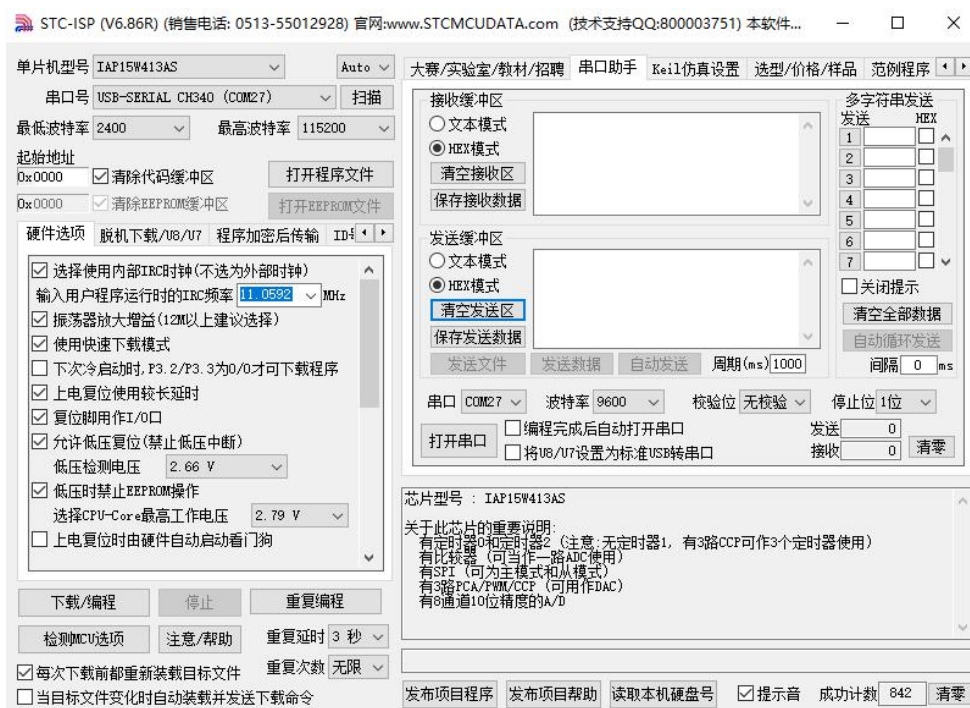 STC-ISP (V6.86R) (销售电话: 0513-55012928) 官网:www.STCMCUDATA.com (技术支持QQ:800003751) 本软件...
单片机型号 IAP15W413AS Auto
串口号 USB-SERIAL CH340 (COM27) 扫描
最低波特率 2400 最高波特率 115200
起始地址
0x0000 清除代码缓冲区 打开程序文件
0x0000 清除EEPROM缓冲区 打开EEPROM文件
硬件选项 脱机下载/U8/U7 程序加密后传输
选择使用内部IRC时钟(不选为外部时钟)
输入用户程序运行时的IRC频率 11.0592 MHz
振荡器放大增益(12M以上建议选择)
使用快速下载模式
下次冷启动时,P3.2/P3.3为0/0才可下载程序
上电复位使用较长延时
复位脚用作I/O口
允许低压复位(禁止低压中断)
低压检测电压 2.66 V
低压时禁止EEPROM操作
选择CPU-Core最高工作电压 2.79 V
上电复位时由硬件自动启动看门狗
下载/编程 停止 重复编程
检测MCU选项 注意/帮助 重复延时 3 秒
每次下载前都重新装载目标文件 重复次数 无限
当目标文件变化时自动装载并发送下载命令
大赛/实验室/教材/招聘 串口助手 Keil仿真设置 选型/价格/样品 范例程序
接收缓冲区
文本模式
HEX模式
清空接收区
保存接收数据
多字符串发送
发送 HEX
1
2
3
4
5
6
7
发送缓冲区
文本模式
HEX模式
清空发送区
保存发送数据
关闭提示
清空全部数据
自动循环发送
间隔 0 ms
发送文件 发送数据 自动发送 周期(ms) 1000
串口 COM27 波特率 9600 校验位 无校验 停止位 1位
打开串口 编程完成后自动打开串口 发送 0
将U8/U7设置为标准USB转串口 接收 0 清零
芯片型号 : IAP15W413AS
关于此芯片的重要说明:
有定时器0和定时器2 (注意:无定时器1, 有3路CCP可作3个定时器使用)
有比较器 (可当作一路ADC使用)
有SPI (可为主模式和从模式)
有3路PCA/PWM/CCP (可用作DAC)
有8通道10位精度的A/D
发布项目程序 发布项目帮助 读取本机硬盘号 提示音 成功计数 842 清零